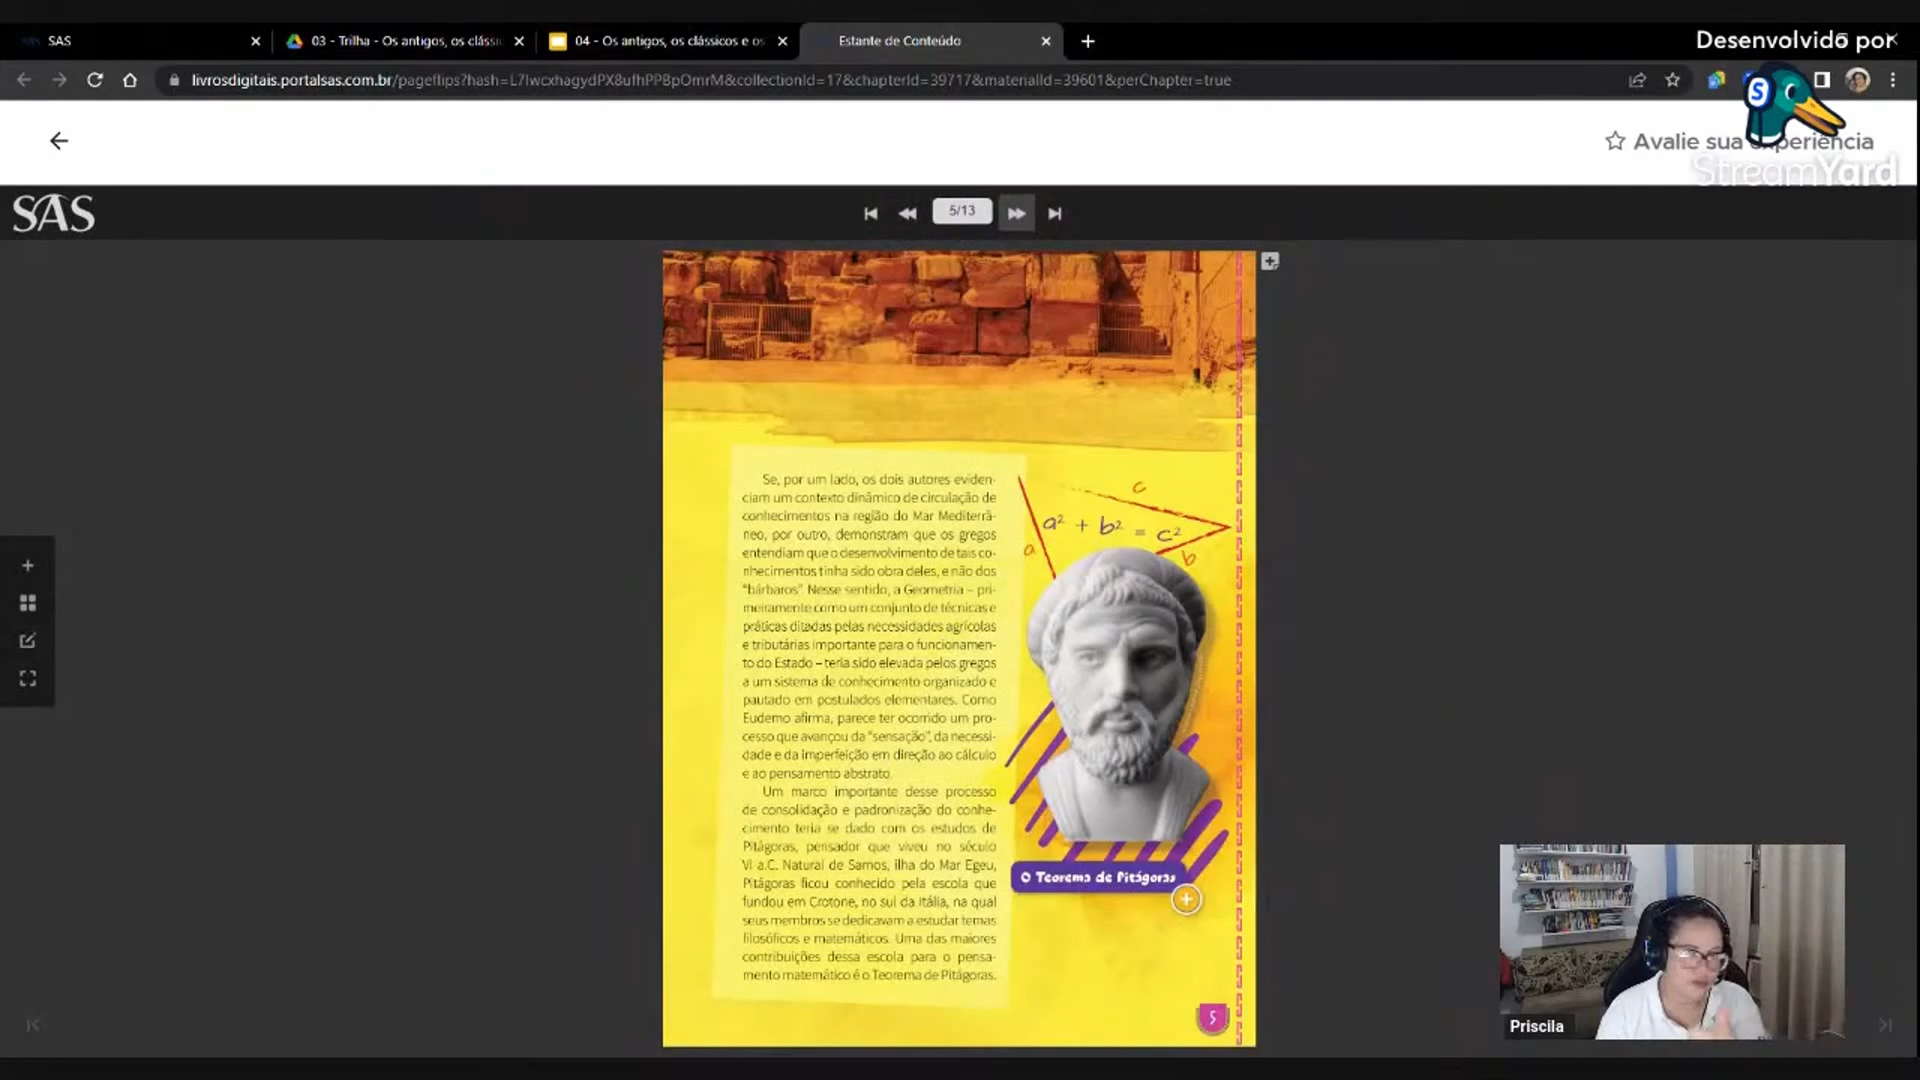 SAS
03 - Trilha - Os antigos, os clássi
04 - Os antigos, os clássicos e os
Estante de Conteúdo
Desenvolvido por
livrosdigitais.portalsas.com.br/pageflips?hash=L7lwcxhagydPX8ufhPPBpOmrM&collectionId=17&chapterId=39717&materialId=39601&perChapter=true
S
Avalie sua experiência
StreamYard
SAS
5/13
Se, por um lado, os dois autores eviden-
ciam um contexto dinâmico de circulação de
conhecimentos na região do Mar Mediterrâ-
neo, por outro, demonstram que os gregos
entendiam que o desenvolvimento de tais co-
nhecimentos tinha sido obra deles, e não dos
"bárbaros". Nesse sentido, a Geometria – pri-
meiramente como um conjunto de técnicas e
práticas ditadas pelas necessidades agrícolas
e tributárias importante para o funcionamen-
to do Estado – teria sido elevada pelos gregos
a um sistema de conhecimento organizado e
pautado em postulados elementares. Como
Eudemo afirma, parece ter ocorrido um pro-
cesso que avançou da "sensação", da necessi-
dade e da imperfeição em direção ao cálculo
e ao pensamento abstrato.
Um marco importante desse processo
de consolidação e padronização do conhe-
cimento teria se dado com os estudos de
Pitágoras, pensador que viveu no século
VI a.C. Natural de Samos, ilha do Mar Egeu,
Pitágoras ficou conhecido pela escola que
fundou em Crotone, no sul da Itália, na qual
seus membros se dedicavam a estudar temas
filosóficos e matemáticos. Uma das maiores
contribuições dessa escola para o pensa-
mento matemático é o Teorema de Pitágoras.
c
a² + b² = c²
a
b
O Teorema de Pitágoras
5
Priscila